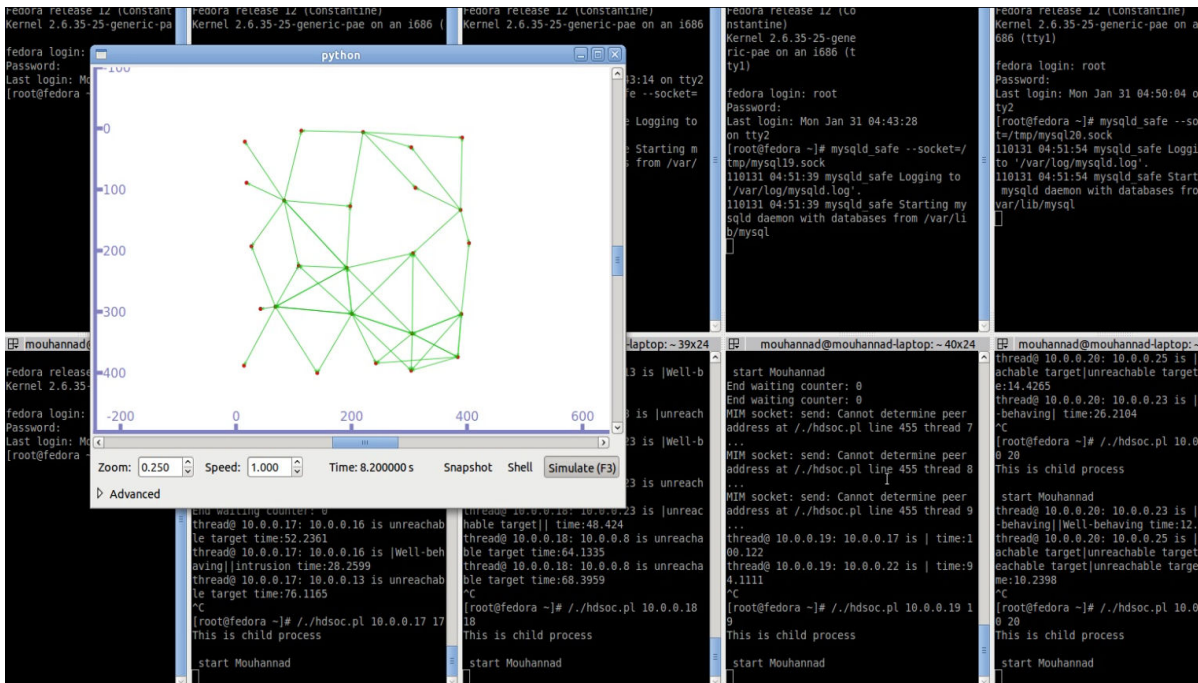 Fedora release 12 (Constant
Kernel 2.6.35-25-generic-pa
fedora login:
Password:
Last login: Mo
[root@fedora ~
Fedora release 12 (Constantine)
Kernel 2.6.35-25-generic-pae on an i686 (
Fedora release 12 (Constantine)
Kernel 2.6.35-25-generic-pae on an i686
43:14 on tty2
fe --socket=
e Logging to
e Starting m
s from /var/
Fedora release 12 (Co
nstantine)
Kernel 2.6.35-25-gene
ric-pae on an i686 (t
ty1)
fedora login: root
Password:
Last login: Mon Jan 31 04:43:28
on tty2
[root@fedora ~]# mysqld_safe --socket=/
tmp/mysql19.sock
110131 04:51:39 mysqld_safe Logging to
'/var/log/mysqld.log'.
110131 04:51:39 mysqld_safe Starting my
sqld daemon with databases from /var/li
b/mysql
Fedora release 12 (Constantine)
Kernel 2.6.35-25-generic-pae on a
686 (tty1)
fedora login: root
Password:
Last login: Mon Jan 31 04:50:04 o
ty2
[root@fedora ~]# mysqld_safe --so
t=/tmp/mysql20.sock
110131 04:51:54 mysqld_safe Loggi
to '/var/log/mysqld.log'.
110131 04:51:54 mysqld_safe Start
mysqld daemon with databases fro
var/lib/mysql
python
-100
0
100
200
300
400
-200
0
200
400
600
Zoom: 0.250 Speed: 1.000 Time: 8.200000 s Snapshot Shell Simulate (F3)
Advanced
mouhannad@
Fedora releas
Kernel 2.6.35-
fedora login:
Password:
Last login: Mo
[root@fedora ~
End waiting counter: 0
thread@ 10.0.0.17: 10.0.0.16 is unreachab
le target time:52.2361
thread@ 10.0.0.17: 10.0.0.16 is |Well-beh
aving||intrusion time:28.2599
thread@ 10.0.0.17: 10.0.0.13 is unreachab
le target time:76.1165
^C
[root@fedora ~]# /./hdsoc.pl 10.0.0.17 17
This is child process
start Mouhannad
-laptop: ~ 39x24
13 is |Well-b
is |unreach
23 is |Well-b
23 is unreach
thread@ 10.0.0.18: 10.0.0.23 is |unreac
hable target|| time:48.424
thread@ 10.0.0.18: 10.0.0.8 is unreacha
ble target time:64.1335
thread@ 10.0.0.18: 10.0.0.8 is unreacha
ble target time:68.3959
^C
[root@fedora ~]# /./hdsoc.pl 10.0.0.18
18
This is child process
start Mouhannad
mouhannad@mouhannad-laptop: ~ 40x24
start Mouhannad
End waiting counter: 0
End waiting counter: 0
MIM socket: send: Cannot determine peer
address at /./hdsoc.pl line 455 thread 7
...
MIM socket: send: Cannot determine peer
address at /./hdsoc.pl line 455 thread 8
...
MIM socket: send: Cannot determine peer
address at /./hdsoc.pl line 455 thread 9
...
thread@ 10.0.0.19: 10.0.0.17 is | time:1
00.122
thread@ 10.0.0.19: 10.0.0.22 is | time:9
4.1111
^C
[root@fedora ~]# /./hdsoc.pl 10.0.0.19 1
9
This is child process
start Mouhannad
mouhannad@mouhannad-laptop: ~
thread@ 10.0.0.20: 10.0.0.25 is |
achable target|unreachable target
e:14.4265
thread@ 10.0.0.20: 10.0.0.23 is |
-behaving| time:26.2104
^C
[root@fedora ~]# /./hdsoc.pl 10.0
0 20
This is child process
start Mouhannad
thread@ 10.0.0.20: 10.0.0.23 is |
-behaving||Well-behaving time:12.
thread@ 10.0.0.20: 10.0.0.25 is |
achable target|unreachable targe
me:10.2398
^C
[root@fedora ~]# /./hdsoc.pl 10.0
0 20
This is child process
start Mouhannad